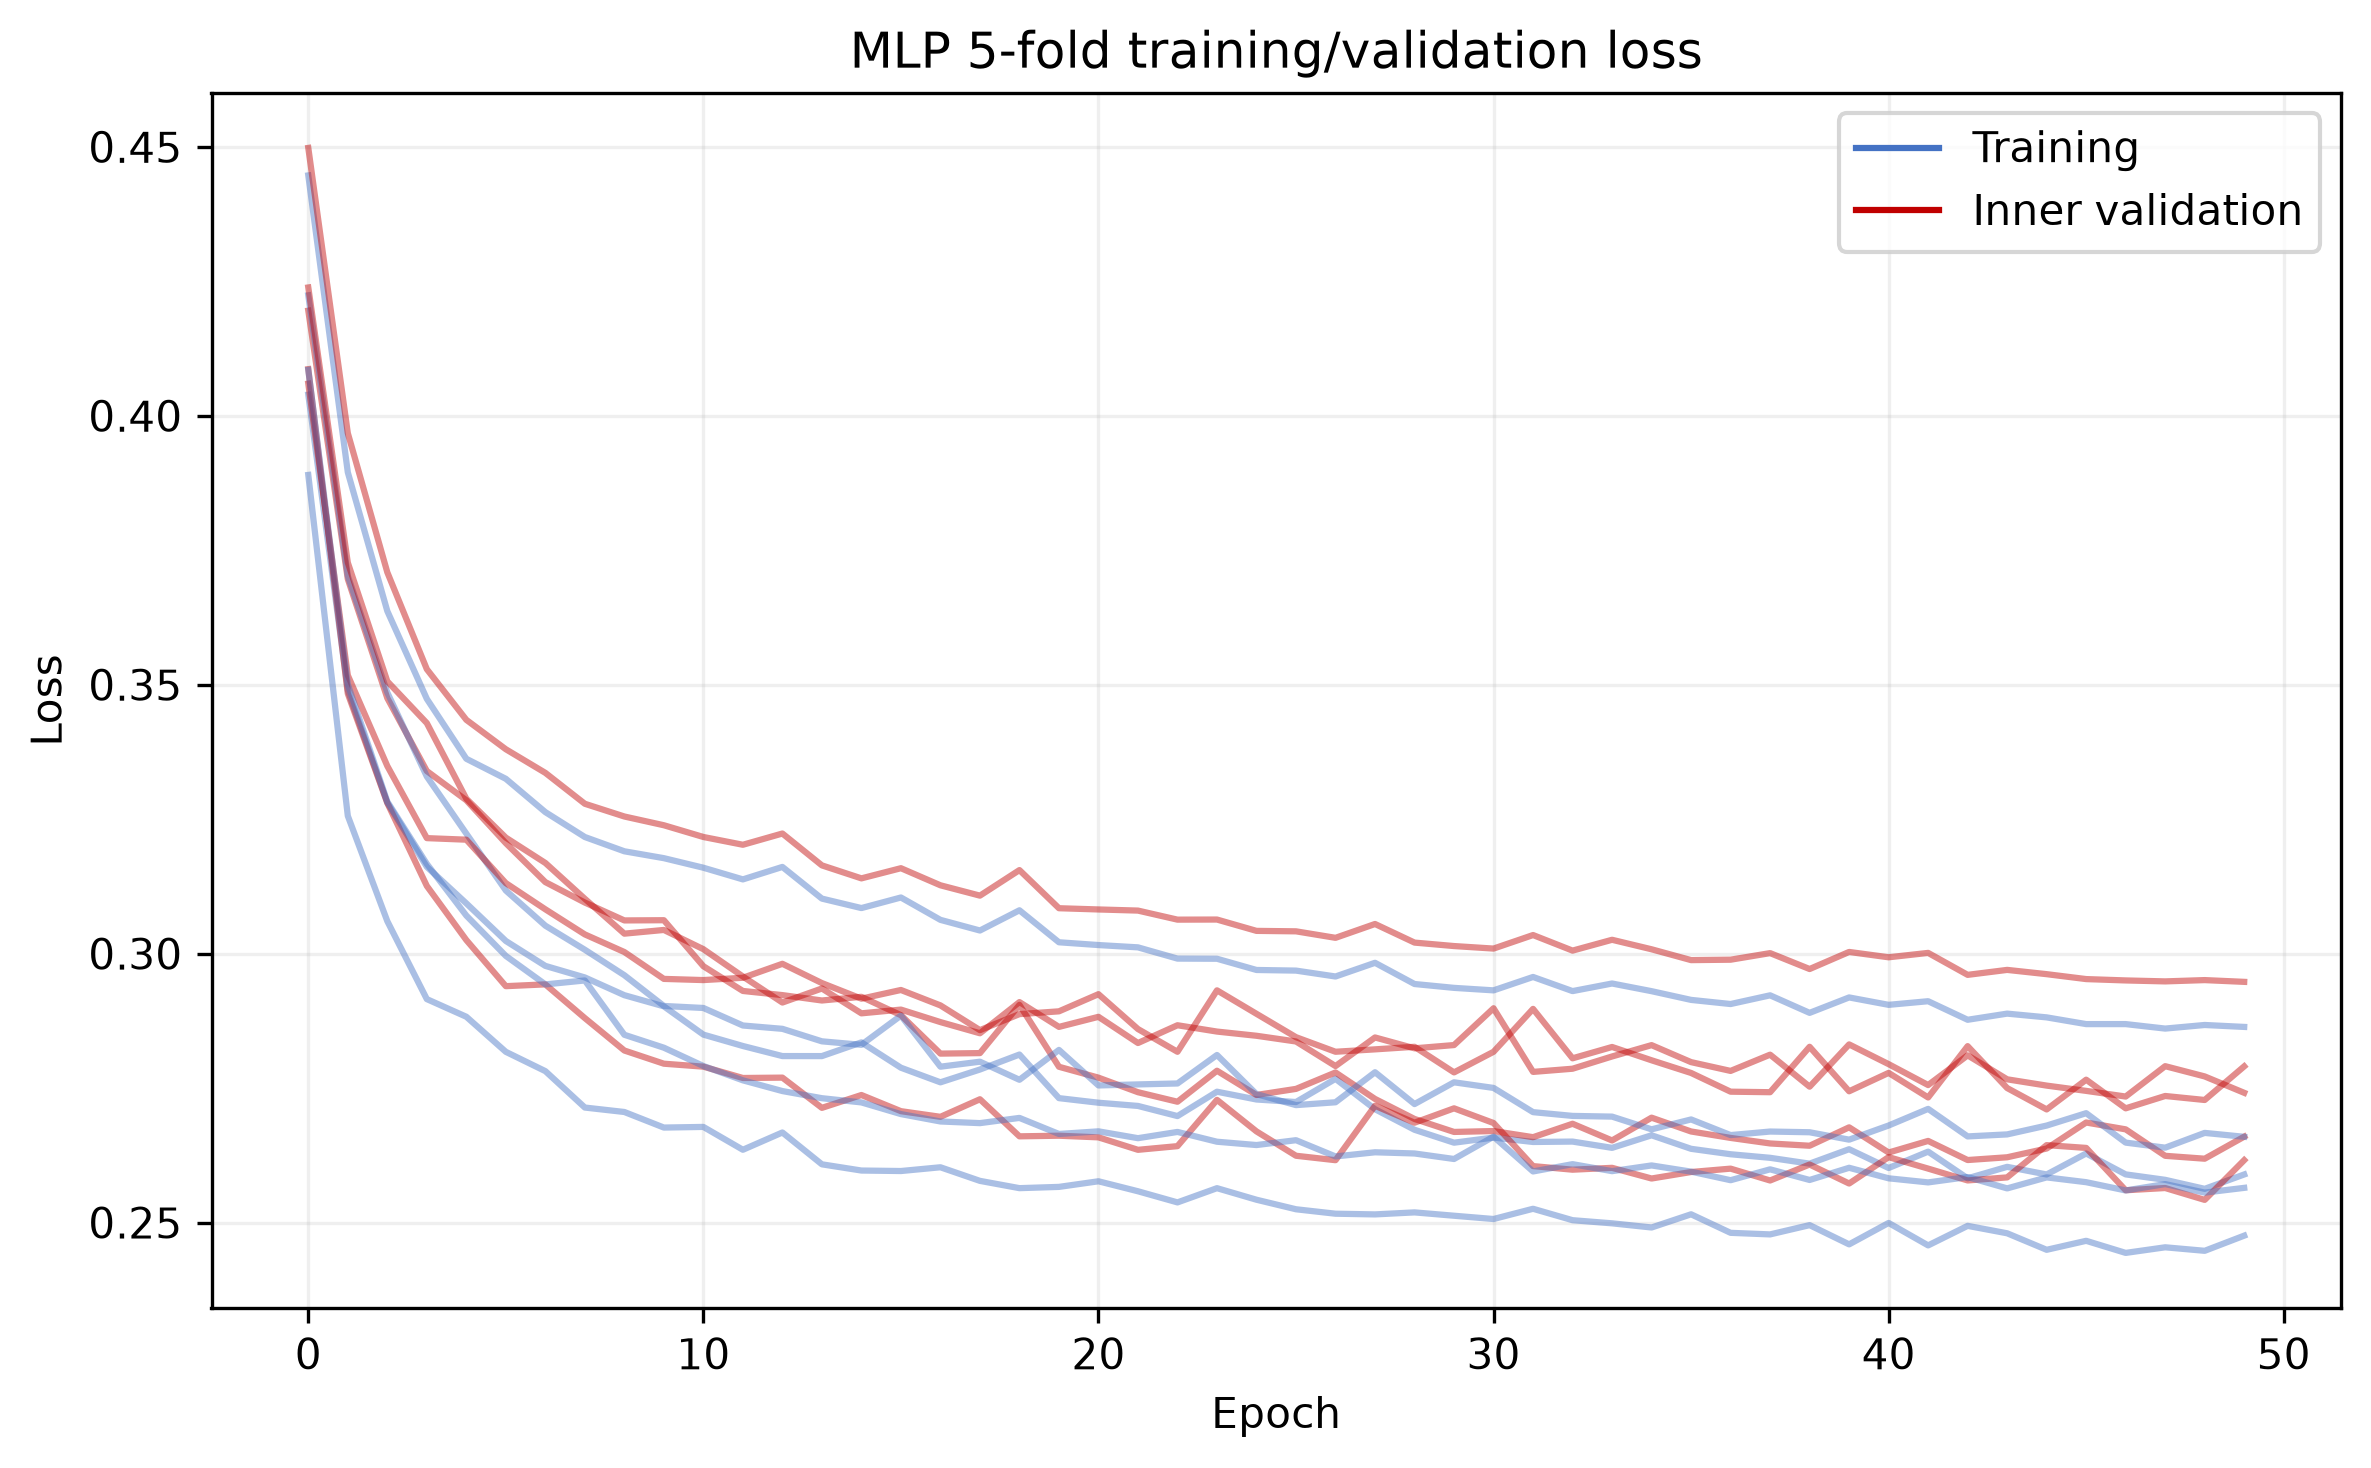 MLP 5-fold training/validation loss
Training
Inner validation
0.45
0.40
0.35
0.30
0.25
Loss
0 10 20 30 40 50
Epoch